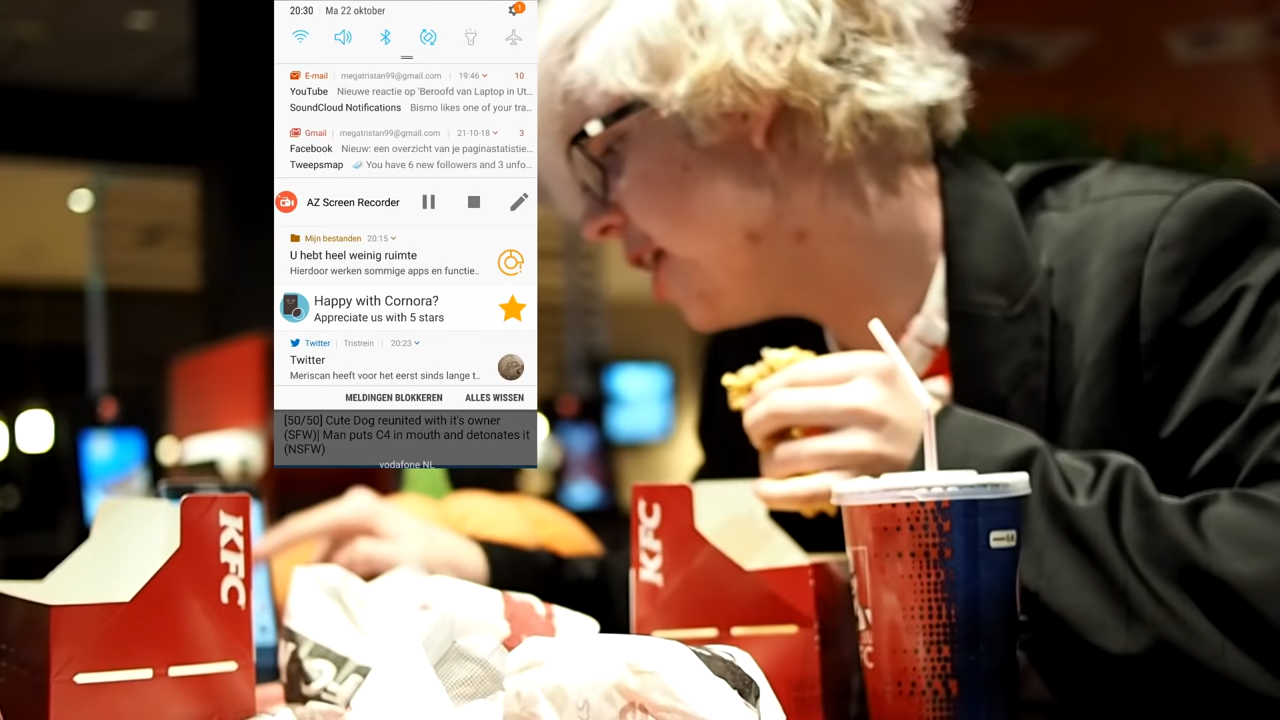 20:30 Ma 22 oktober
1
E-mail megatristan99@gmail.com 19:46 10
YouTube Nieuwe reactie op 'Beroofd van Laptop in Ut...
SoundCloud Notifications Bismo likes one of your tra...
Gmail megatristan99@gmail.com 21-10-18 3
Facebook Nieuw: een overzicht van je paginastatistie...
Tweepsmap You have 6 new followers and 3 unfo...
AZ Screen Recorder
Mijn bestanden 20:15
U hebt heel weinig ruimte
Hierdoor werken sommige apps en functie..
Happy with Cornora?
Appreciate us with 5 stars
Twitter Tristrein 20:23
Twitter
Meriscan heeft voor het eerst sinds lange t..
MELDINGEN BLOKKEREN ALLES WISSEN
[50/50] Cute Dog reunited with it's owner
(SFW)| Man puts C4 in mouth and detonates it
(NSFW)
vodafone NL
KFC
KFC